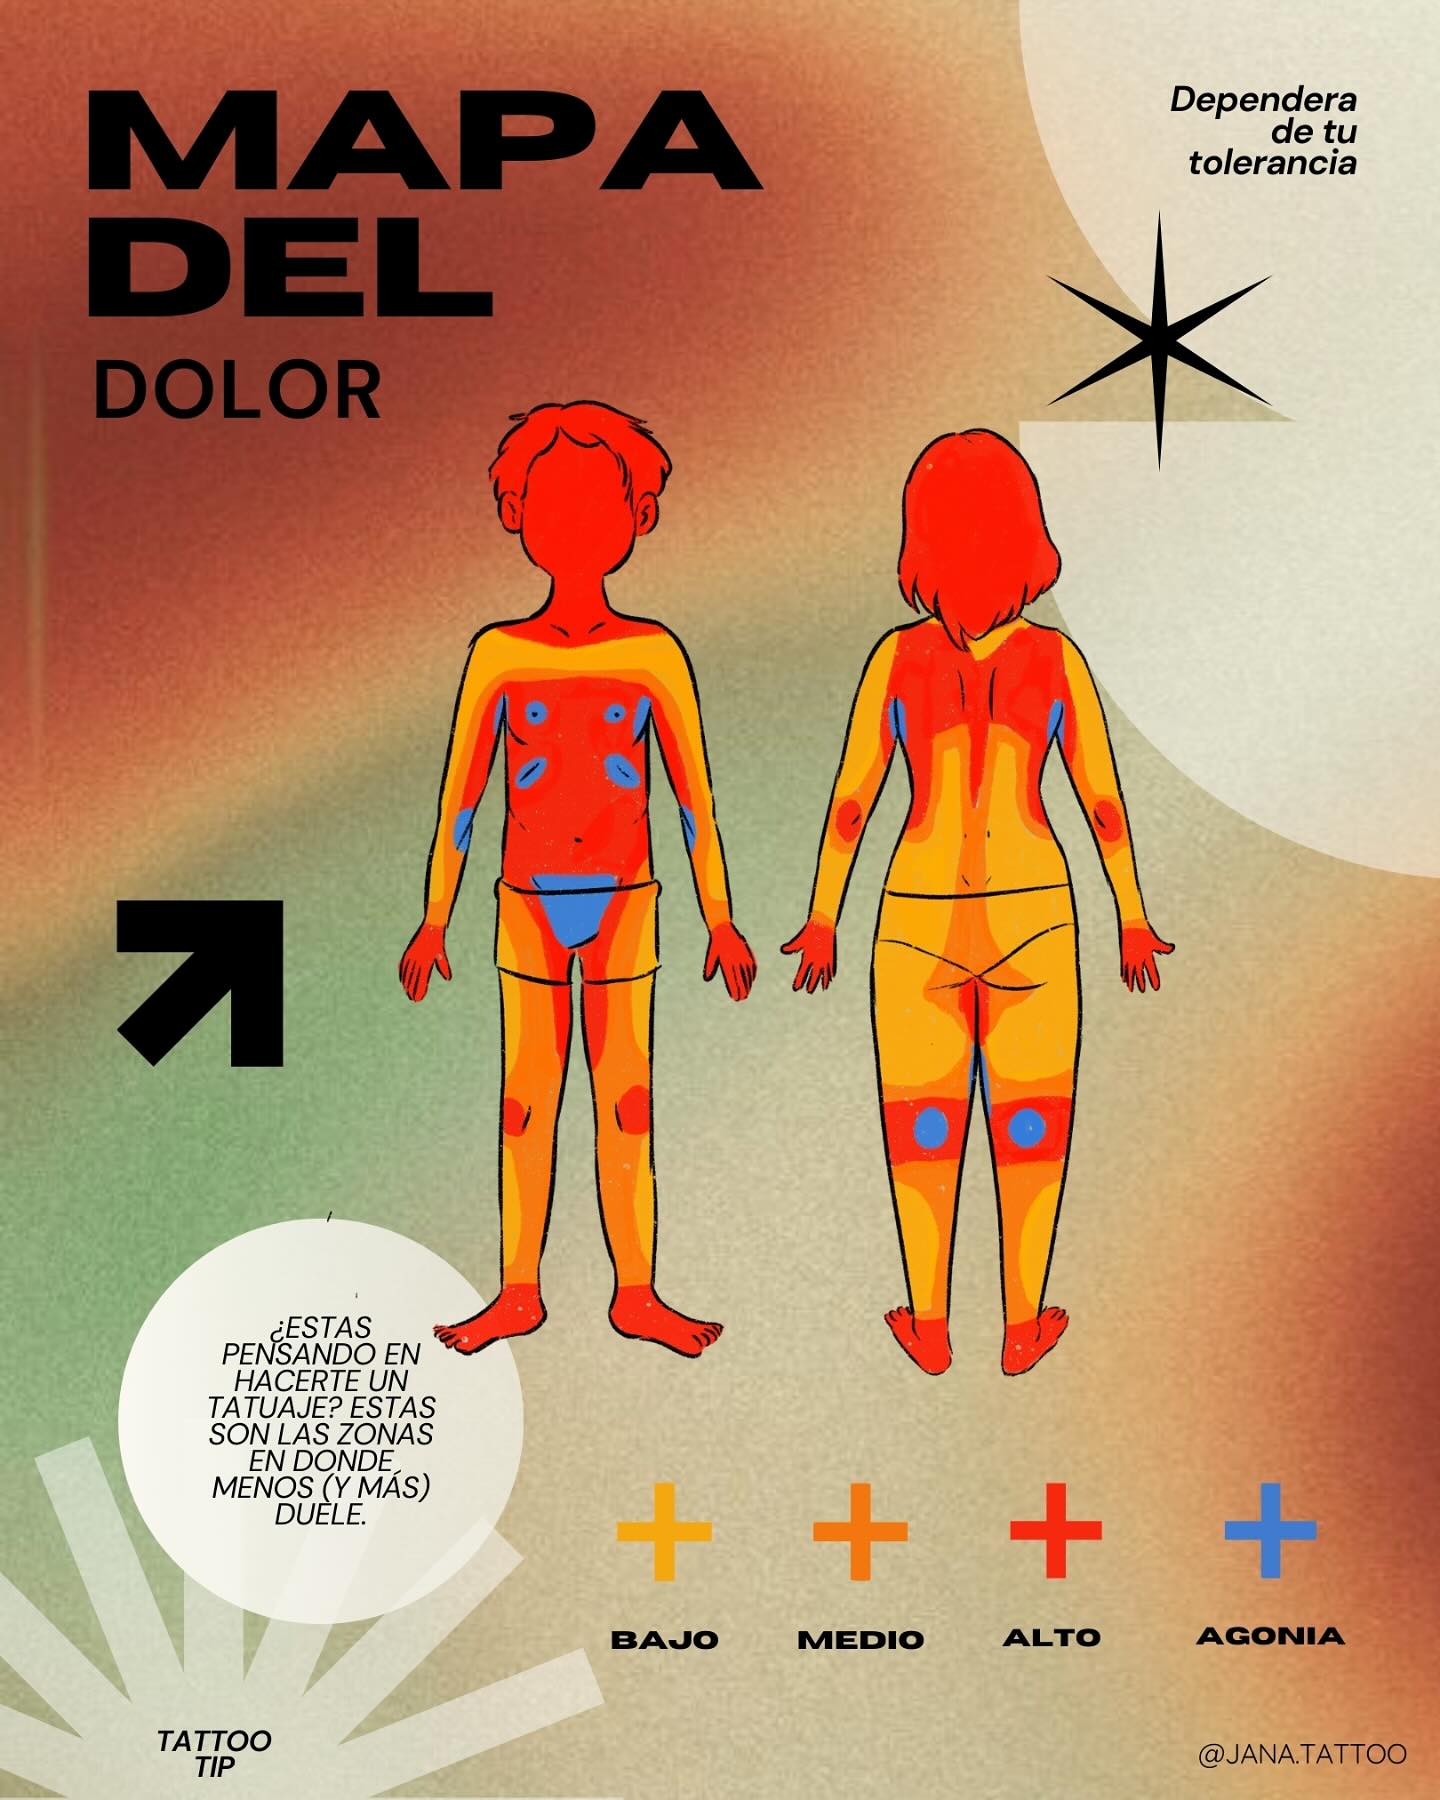 MAPA
DEL
DOLOR
Dependera
de tu
tolerancia
¿ESTAS
PENSANDO EN
HACERTE UN
TATUAJE? ESTAS
SON LAS ZONAS
EN DONDE
MENOS (Y MÁS)
DUELE.
BAJO
MEDIO
ALTO
AGONIA
TATTOO
TIP
@JANA.TATTOO